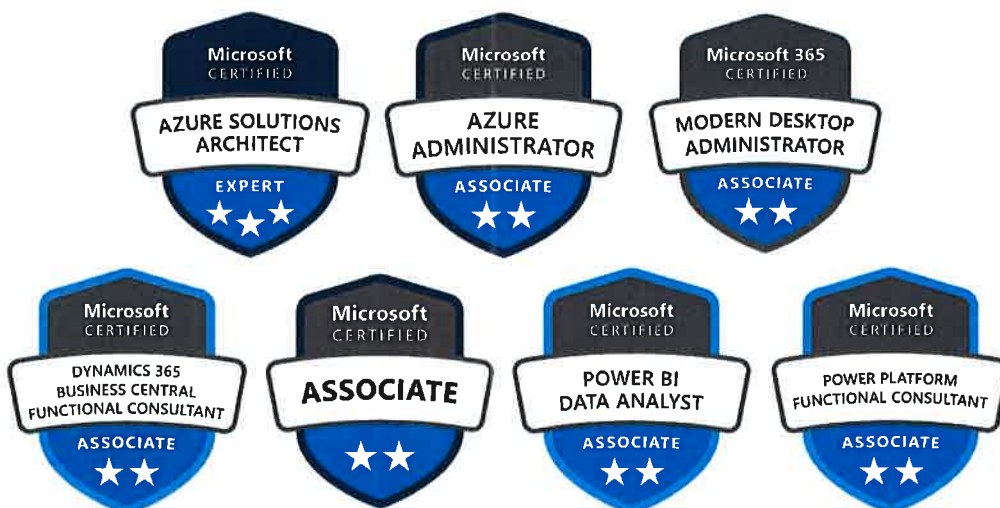 Microsoft
CERTIFIED
AZURE SOLUTIONS
ARCHITECT
EXPERT
Microsoft
CERTIFIED
AZURE
ADMINISTRATOR
ASSOCIATE
Microsoft 365
CERTIFIED
MODERN DESKTOP
ADMINISTRATOR
ASSOCIATE
Microsoft
CERTIFIED
DYNAMICS 365
BUSINESS CENTRAL
FUNCTIONAL CONSULTANT
ASSOCIATE
Microsoft
CERTIFIED
ASSOCIATE
Microsoft
CERTIFIED
POWER BI
DATA ANALYST
ASSOCIATE
Microsoft
CERTIFIED
POWER PLATFORM
FUNCTIONAL CONSULTANT
ASSOCIATE